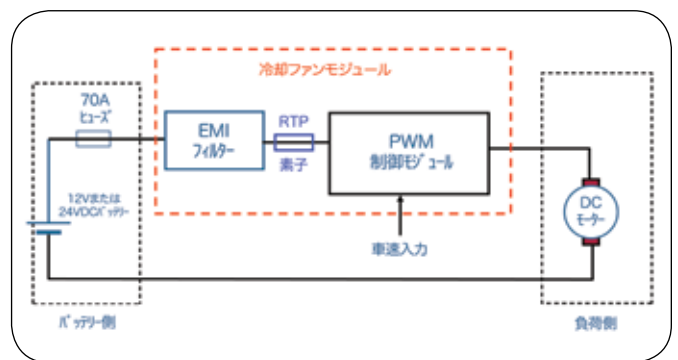 冷却ファンモジュール
70A
ヒューズ
EMI
フィルター
RTP
素子
PWM
制御モジュール
12Vまたは
24VDCバッテリー
DC
モーター
車速入力
バッテリー側
負荷側